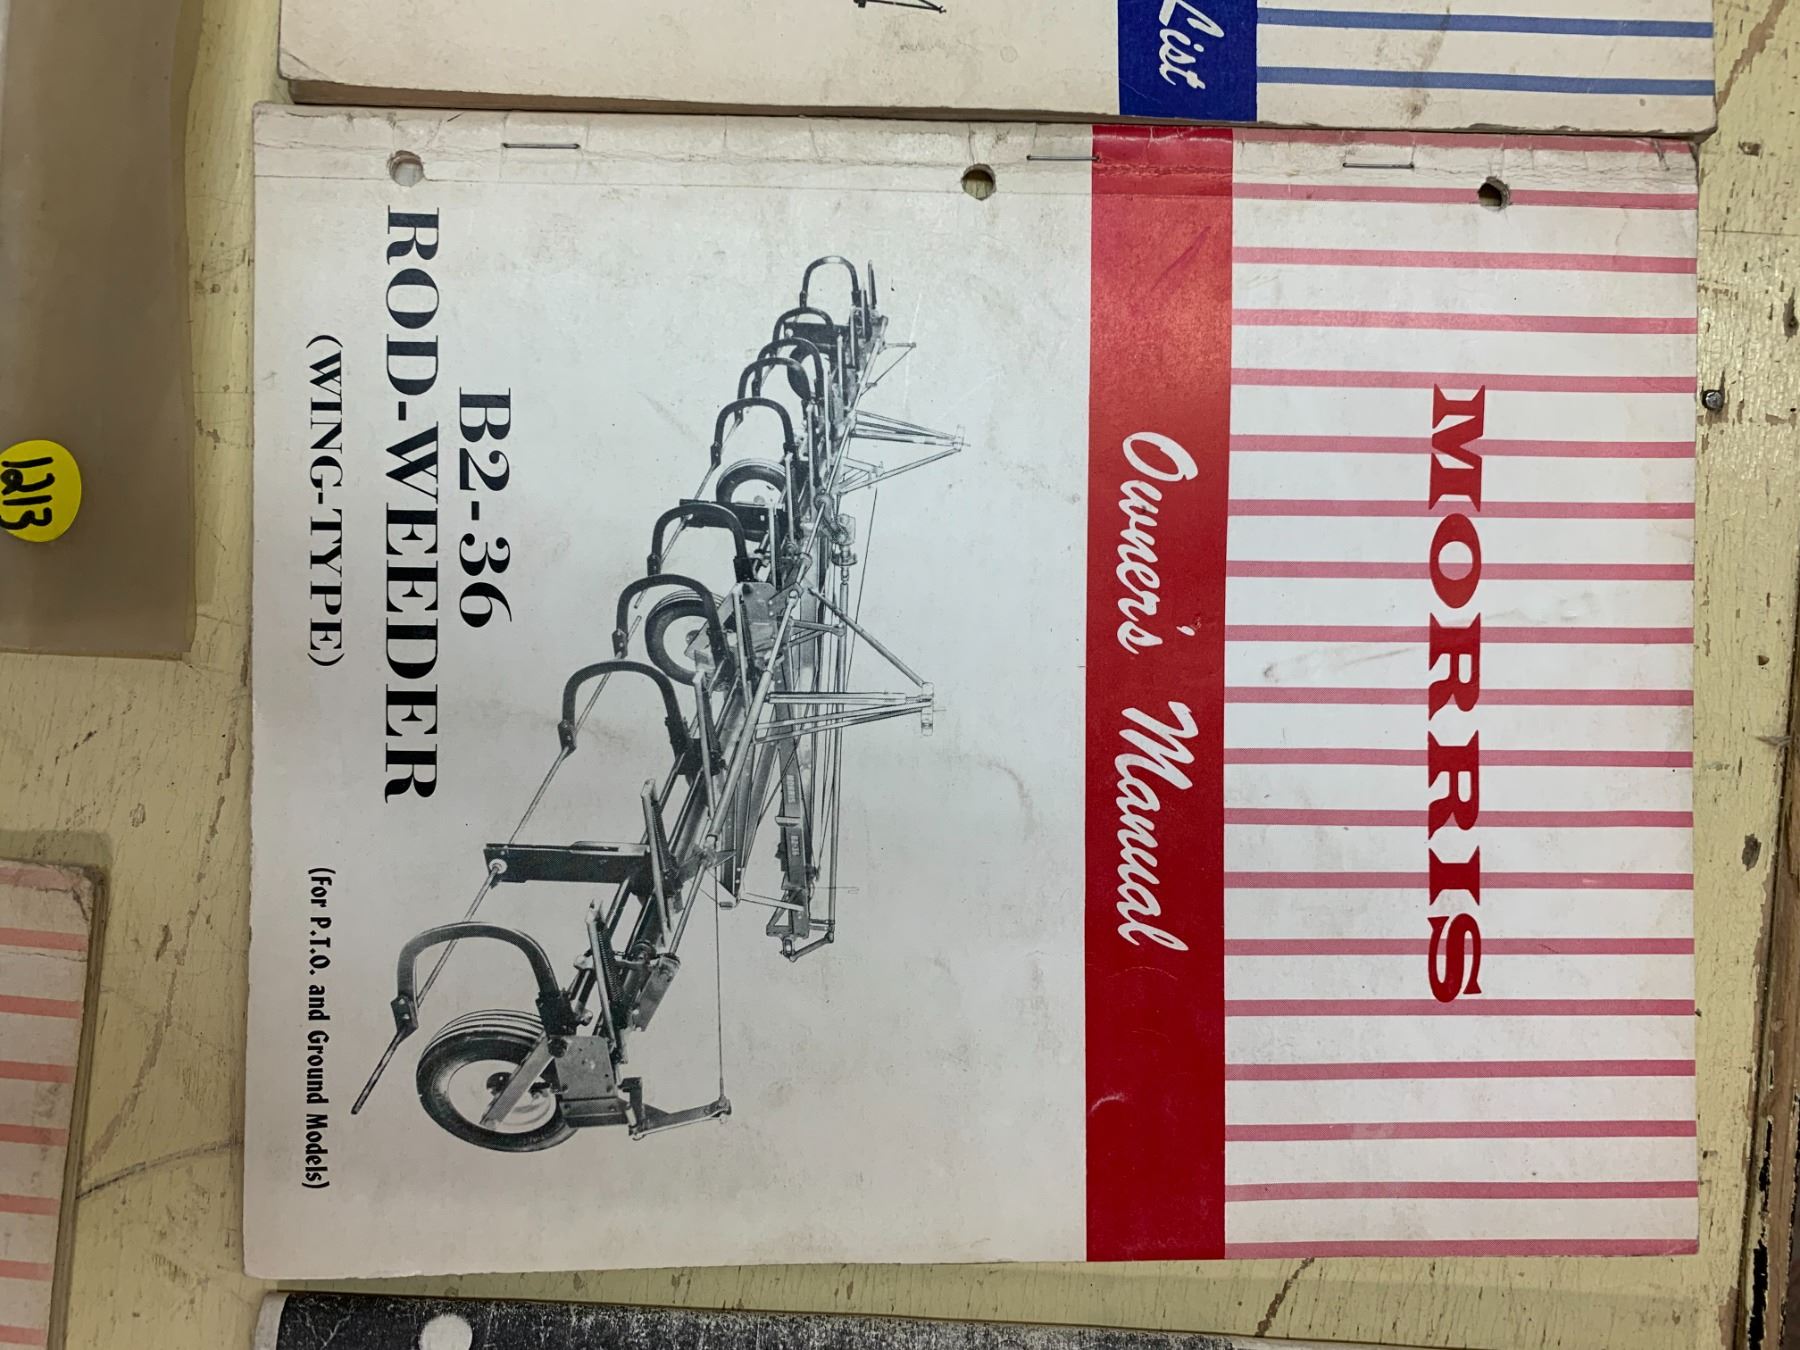 List
MORRIS
Owner's Manual
B2-36
ROD-WEEDER
(WING-TYPE)
(For P.T.O. and Ground Models)
1213